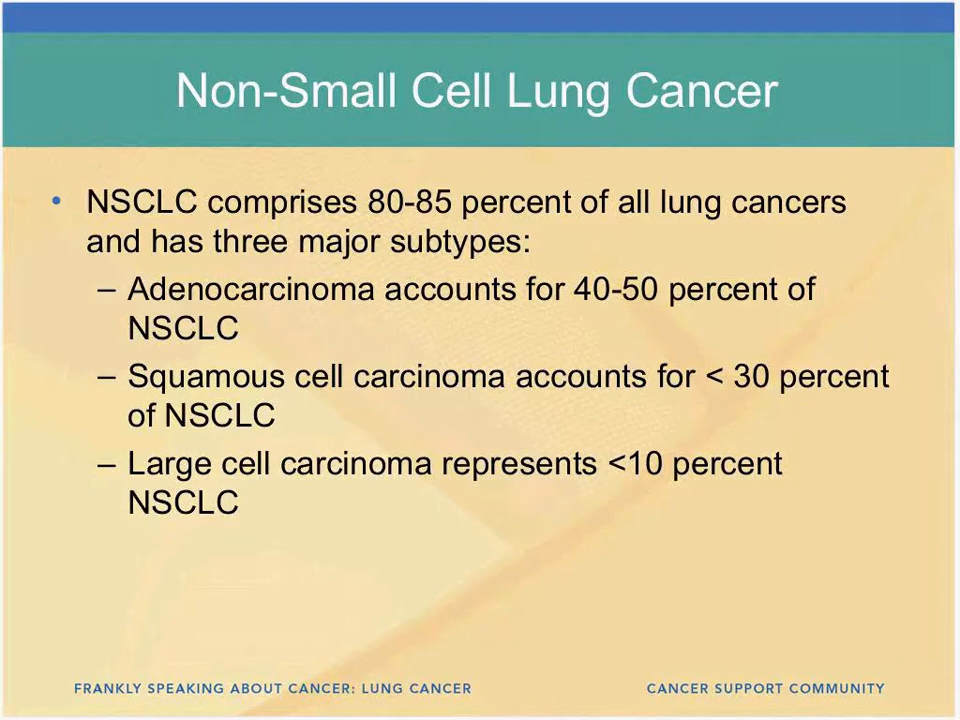 Non-Small Cell Lung Cancer
• NSCLC comprises 80-85 percent of all lung cancers
and has three major subtypes:
– Adenocarcinoma accounts for 40-50 percent of
NSCLC
– Squamous cell carcinoma accounts for < 30 percent
of NSCLC
– Large cell carcinoma represents <10 percent
NSCLC
FRANKLY SPEAKING ABOUT CANCER: LUNG CANCER
CANCER SUPPORT COMMUNITY